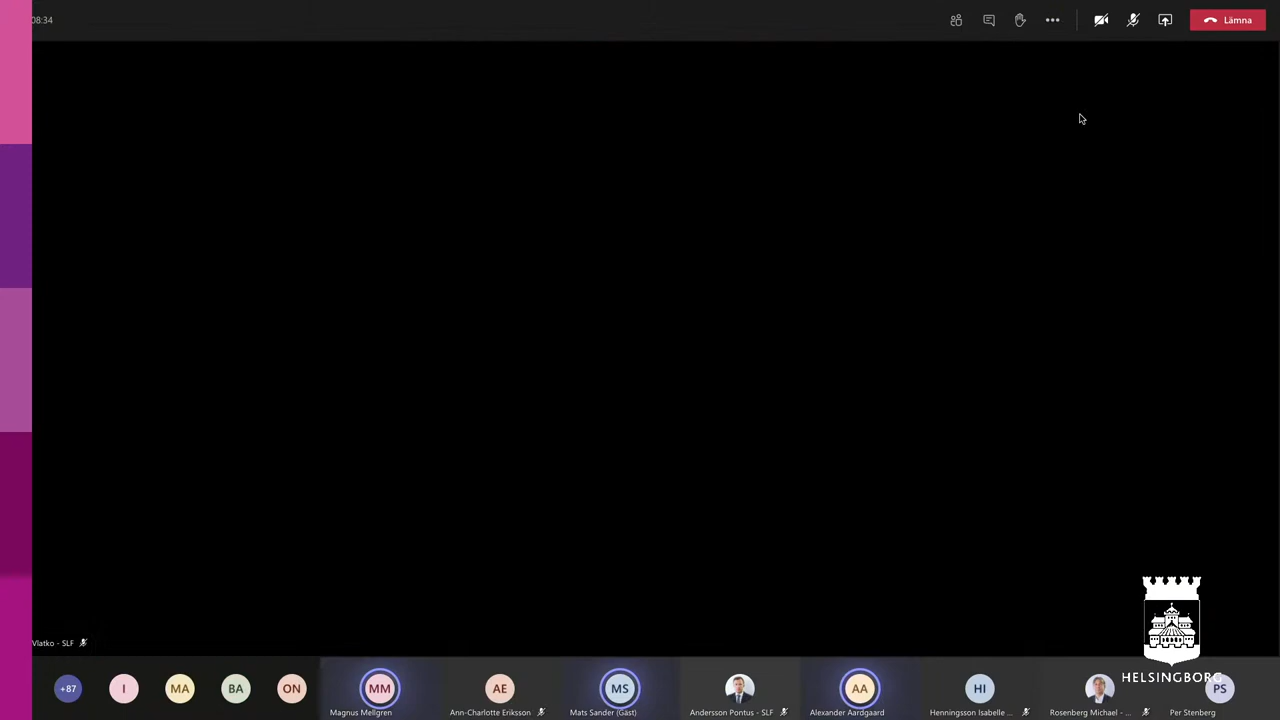 08:34
Lämna
Vlatko - SLF
+87
I
MA
BA
ON
MM
AE
MS
AA
HI
PS
Magnus Mellgren
Ann-Charlotte Eriksson
Mats Sander (Gäst)
Andersson Pontus - SLF
Alexander Aardgaard
Henningsson Isabelle ...
Rosenberg Michael - ...
Per Stenberg
HELSINGBORG